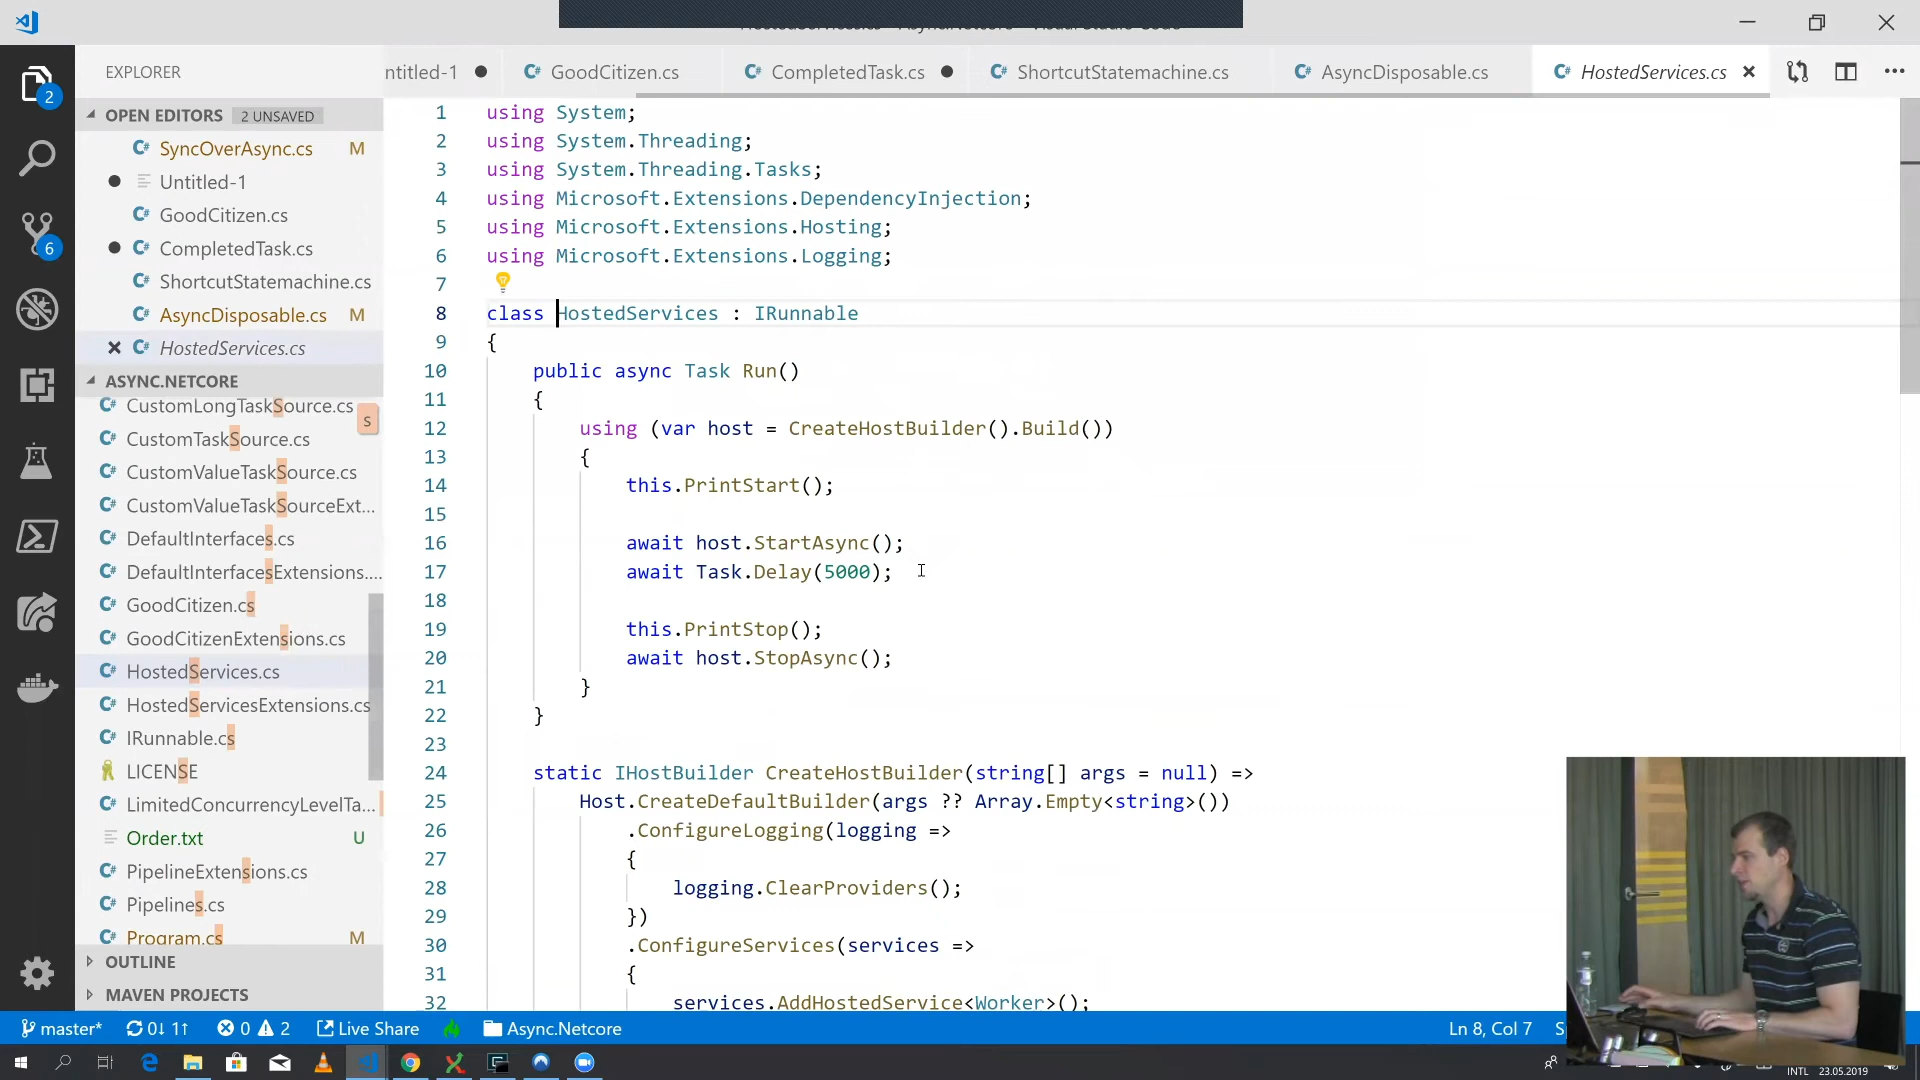 EXPLORER
ntitled-1
GoodCitizen.cs
CompletedTask.cs
ShortcutStatemachine.cs
AsyncDisposable.cs
HostedServices.cs
OPEN EDITORS 2 UNSAVED
SyncOverAsync.cs M
Untitled-1
GoodCitizen.cs
CompletedTask.cs
ShortcutStatemachine.cs
AsyncDisposable.cs M
HostedServices.cs
ASYNC.NETCORE
CustomLongTaskSource.cs
s
CustomTaskSource.cs
CustomValueTaskSource.cs
CustomValueTaskSourceExt...
DefaultInterfaces.cs
DefaultInterfacesExtensions....
GoodCitizen.cs
GoodCitizenExtensions.cs
HostedServices.cs
HostedServicesExtensions.cs
IRunnable.cs
LICENSE
LimitedConcurrencyLevelTa...
Order.txt U
PipelineExtensions.cs
Pipelines.cs
Program.cs M
OUTLINE
MAVEN PROJECTS
2
6
1 using System;
2 using System.Threading;
3 using System.Threading.Tasks;
4 using Microsoft.Extensions.DependencyInjection;
5 using Microsoft.Extensions.Hosting;
6 using Microsoft.Extensions.Logging;
7
8 class HostedServices : IRunnable
9 {
10 public async Task Run()
11 {
12 using (var host = CreateHostBuilder().Build())
13 {
14 this.PrintStart();
15
16 await host.StartAsync();
17 await Task.Delay(5000);
18
19 this.PrintStop();
20 await host.StopAsync();
21 }
22 }
23
24 static IHostBuilder CreateHostBuilder(string[] args = null) =>
25 Host.CreateDefaultBuilder(args ?? Array.Empty<string>())
26 .ConfigureLogging(logging =>
27 {
28 logging.ClearProviders();
29 })
30 .ConfigureServices(services =>
31 {
32 services.AddHostedService<Worker>();
master* 0↓ 1↑ 0 2 Live Share Async.Netcore Ln 8, Col 7 S
INTL 23.05.2019